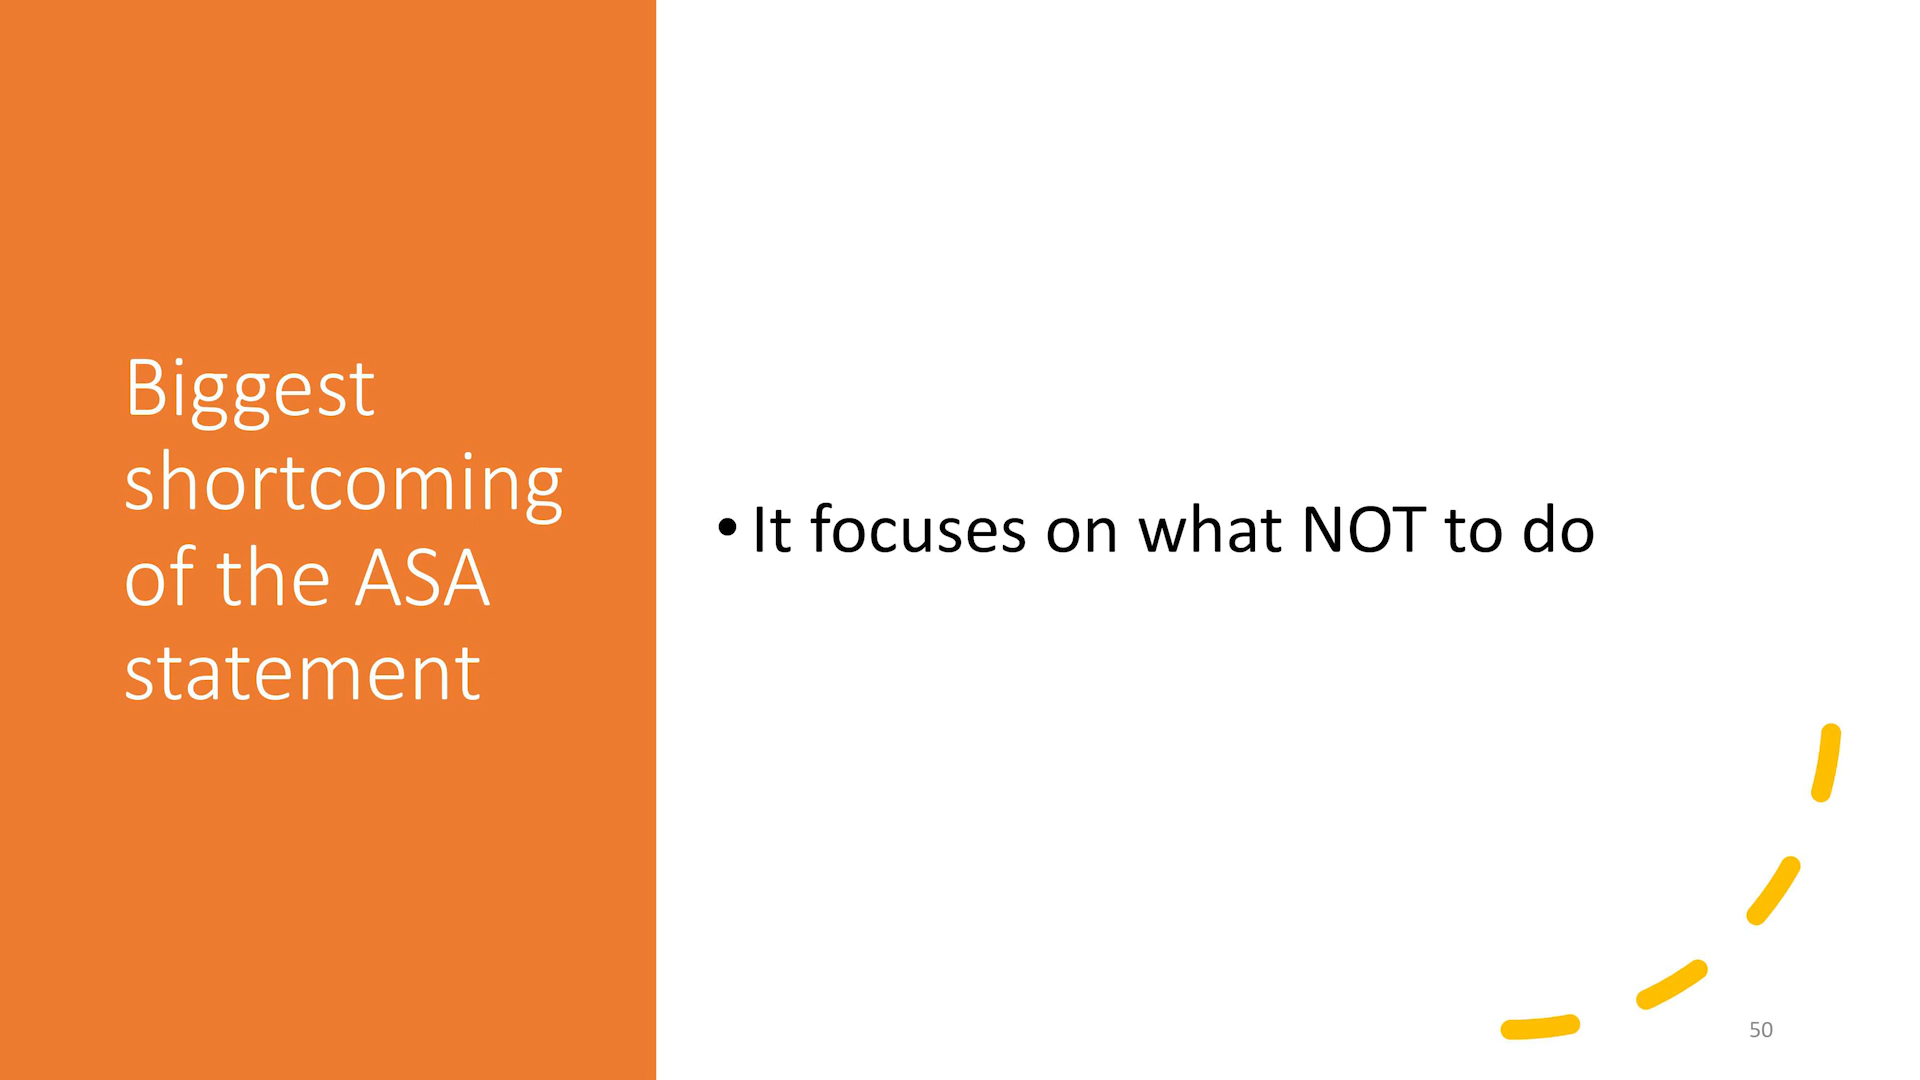 Biggest
shortcoming
of the ASA
statement
• It focuses on what NOT to do
50